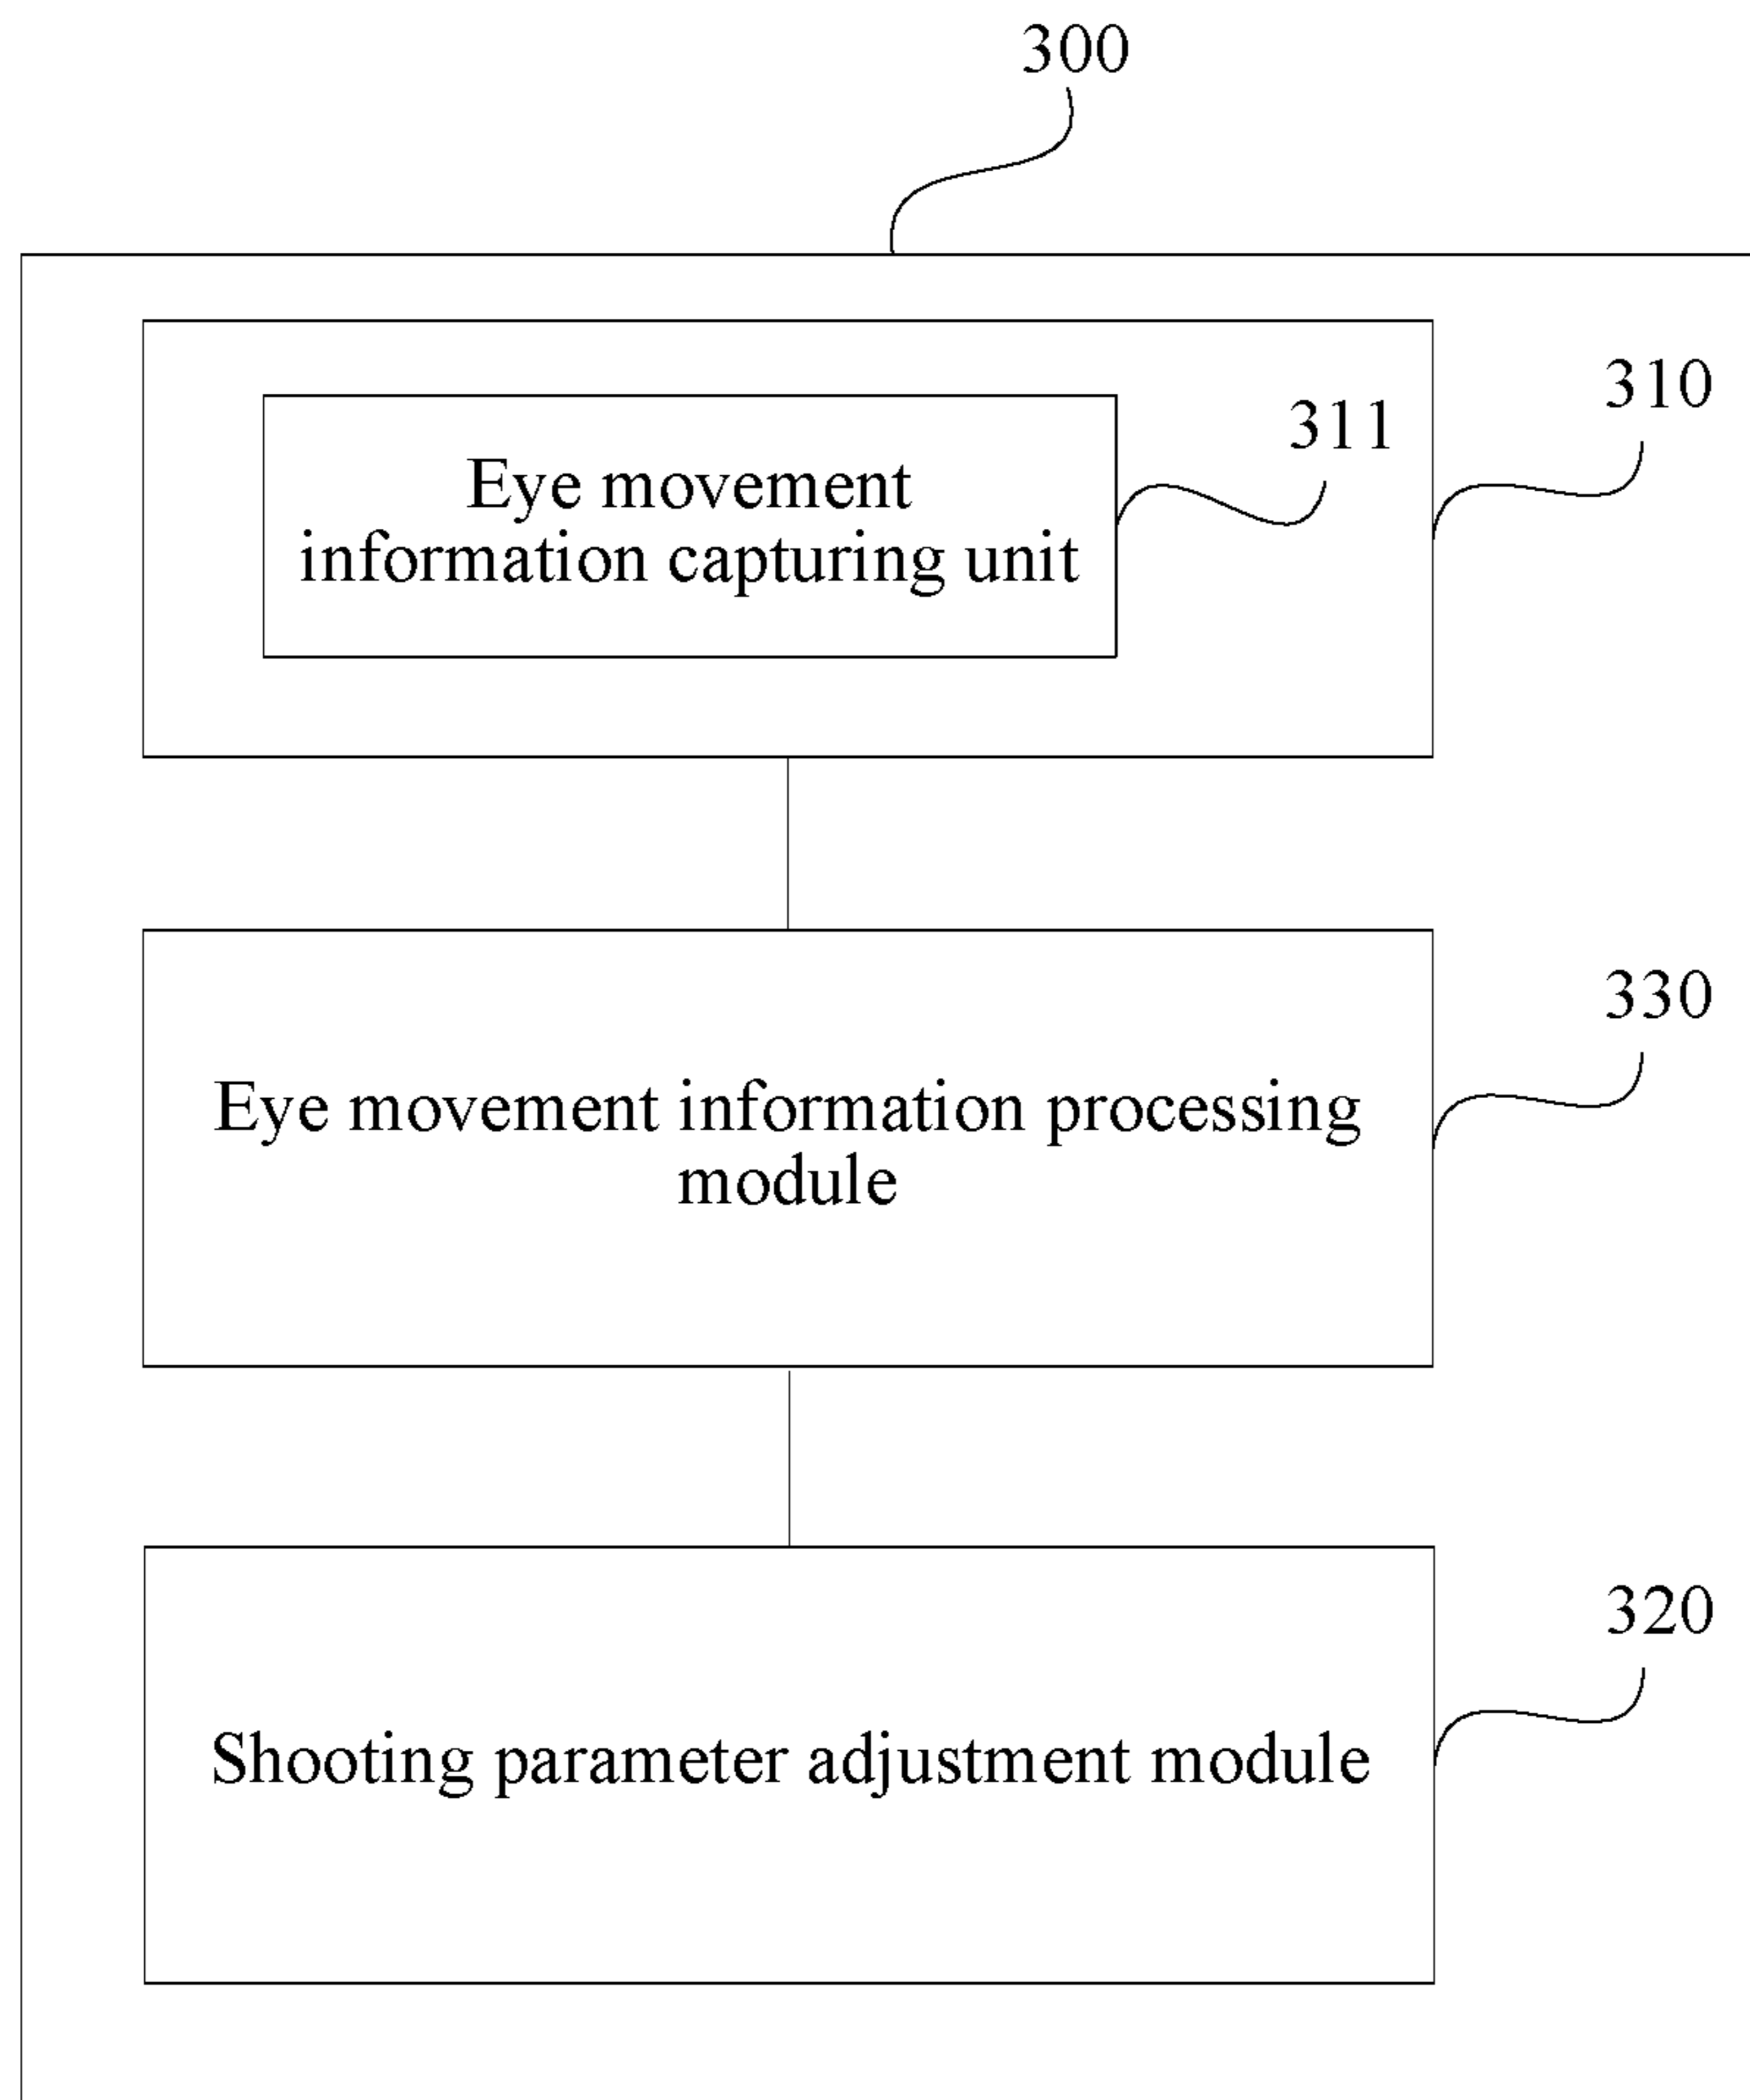 300
310
311
Eye movement
information capturing unit
330
Eye movement information processing
module
320
Shooting parameter adjustment module